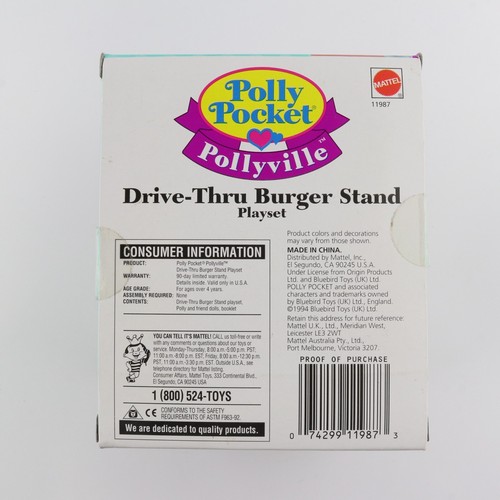 Polly
Pocket®
Pollyville™
MATTEL
11987
Drive-Thru Burger Stand
Playset
CONSUMER INFORMATION
PRODUCT: Polly Pocket® Pollyville™
Drive-Thru Burger Stand Playset
WARRANTY: 90-day limited warranty.
Details inside. Valid only in U.S.A.
AGE GRADE: For ages over 4 years.
ASSEMBLY REQUIRED: None
CONTENTS: Drive-Thru Burger Stand playset,
Polly and friend dolls, booklet
YOU CAN TELL IT'S MATTEL! CALL us toll-free or write
with any comments or questions about our toys or
service, Monday-Thursday, 8:00 a.m.-5:00 p.m. PST;
11:00 a.m.-8:00 p.m. EST, Friday, 8:00 a.m.-12:30 p.m.
PST, 11:00 a.m.-3:30 p.m. EST. Outside U.S.A., see
telephone directory for Mattel listing.
Consumer Affairs, Mattel Toys, 333 Continental Blvd.,
El Segundo, CA 90245 USA
1 (800) 524-TOYS
CE CONFORMS TO THE SAFETY
REQUIREMENTS OF ASTM F963-92.
We are dedicated to quality products.
Product colors and decorations
may vary from those shown.
MADE IN CHINA.
Distributed by Mattel, Inc.,
El Segundo, CA 90245 U.S.A.
Under License from Origin Products
Ltd. and Bluebird Toys (UK) Ltd.
POLLY POCKET and associated
characters and trademarks owned
by Bluebird Toys (UK) Ltd., England.
©1994 Bluebird Toys (UK) Ltd.
Retain this address for future reference:
Mattel U.K., Ltd., Meridian West,
Leicester LE3 2WT
Mattel Australia Pty., Ltd.,
Port Melbourne, Victoria 3207.
PROOF OF PURCHASE
0 74299 11987 3